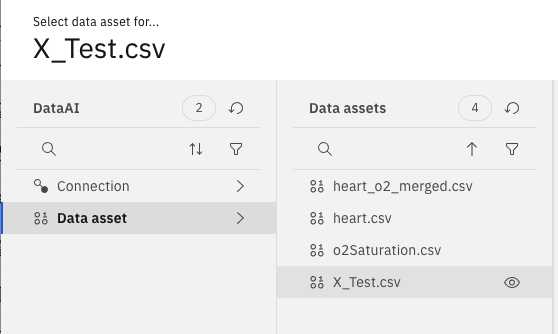 Select data asset for...
X_Test.csv
DataAI
2
Connection
Data asset
Data assets
4
heart_o2_merged.csv
heart.csv
o2Saturation.csv
X_Test.csv